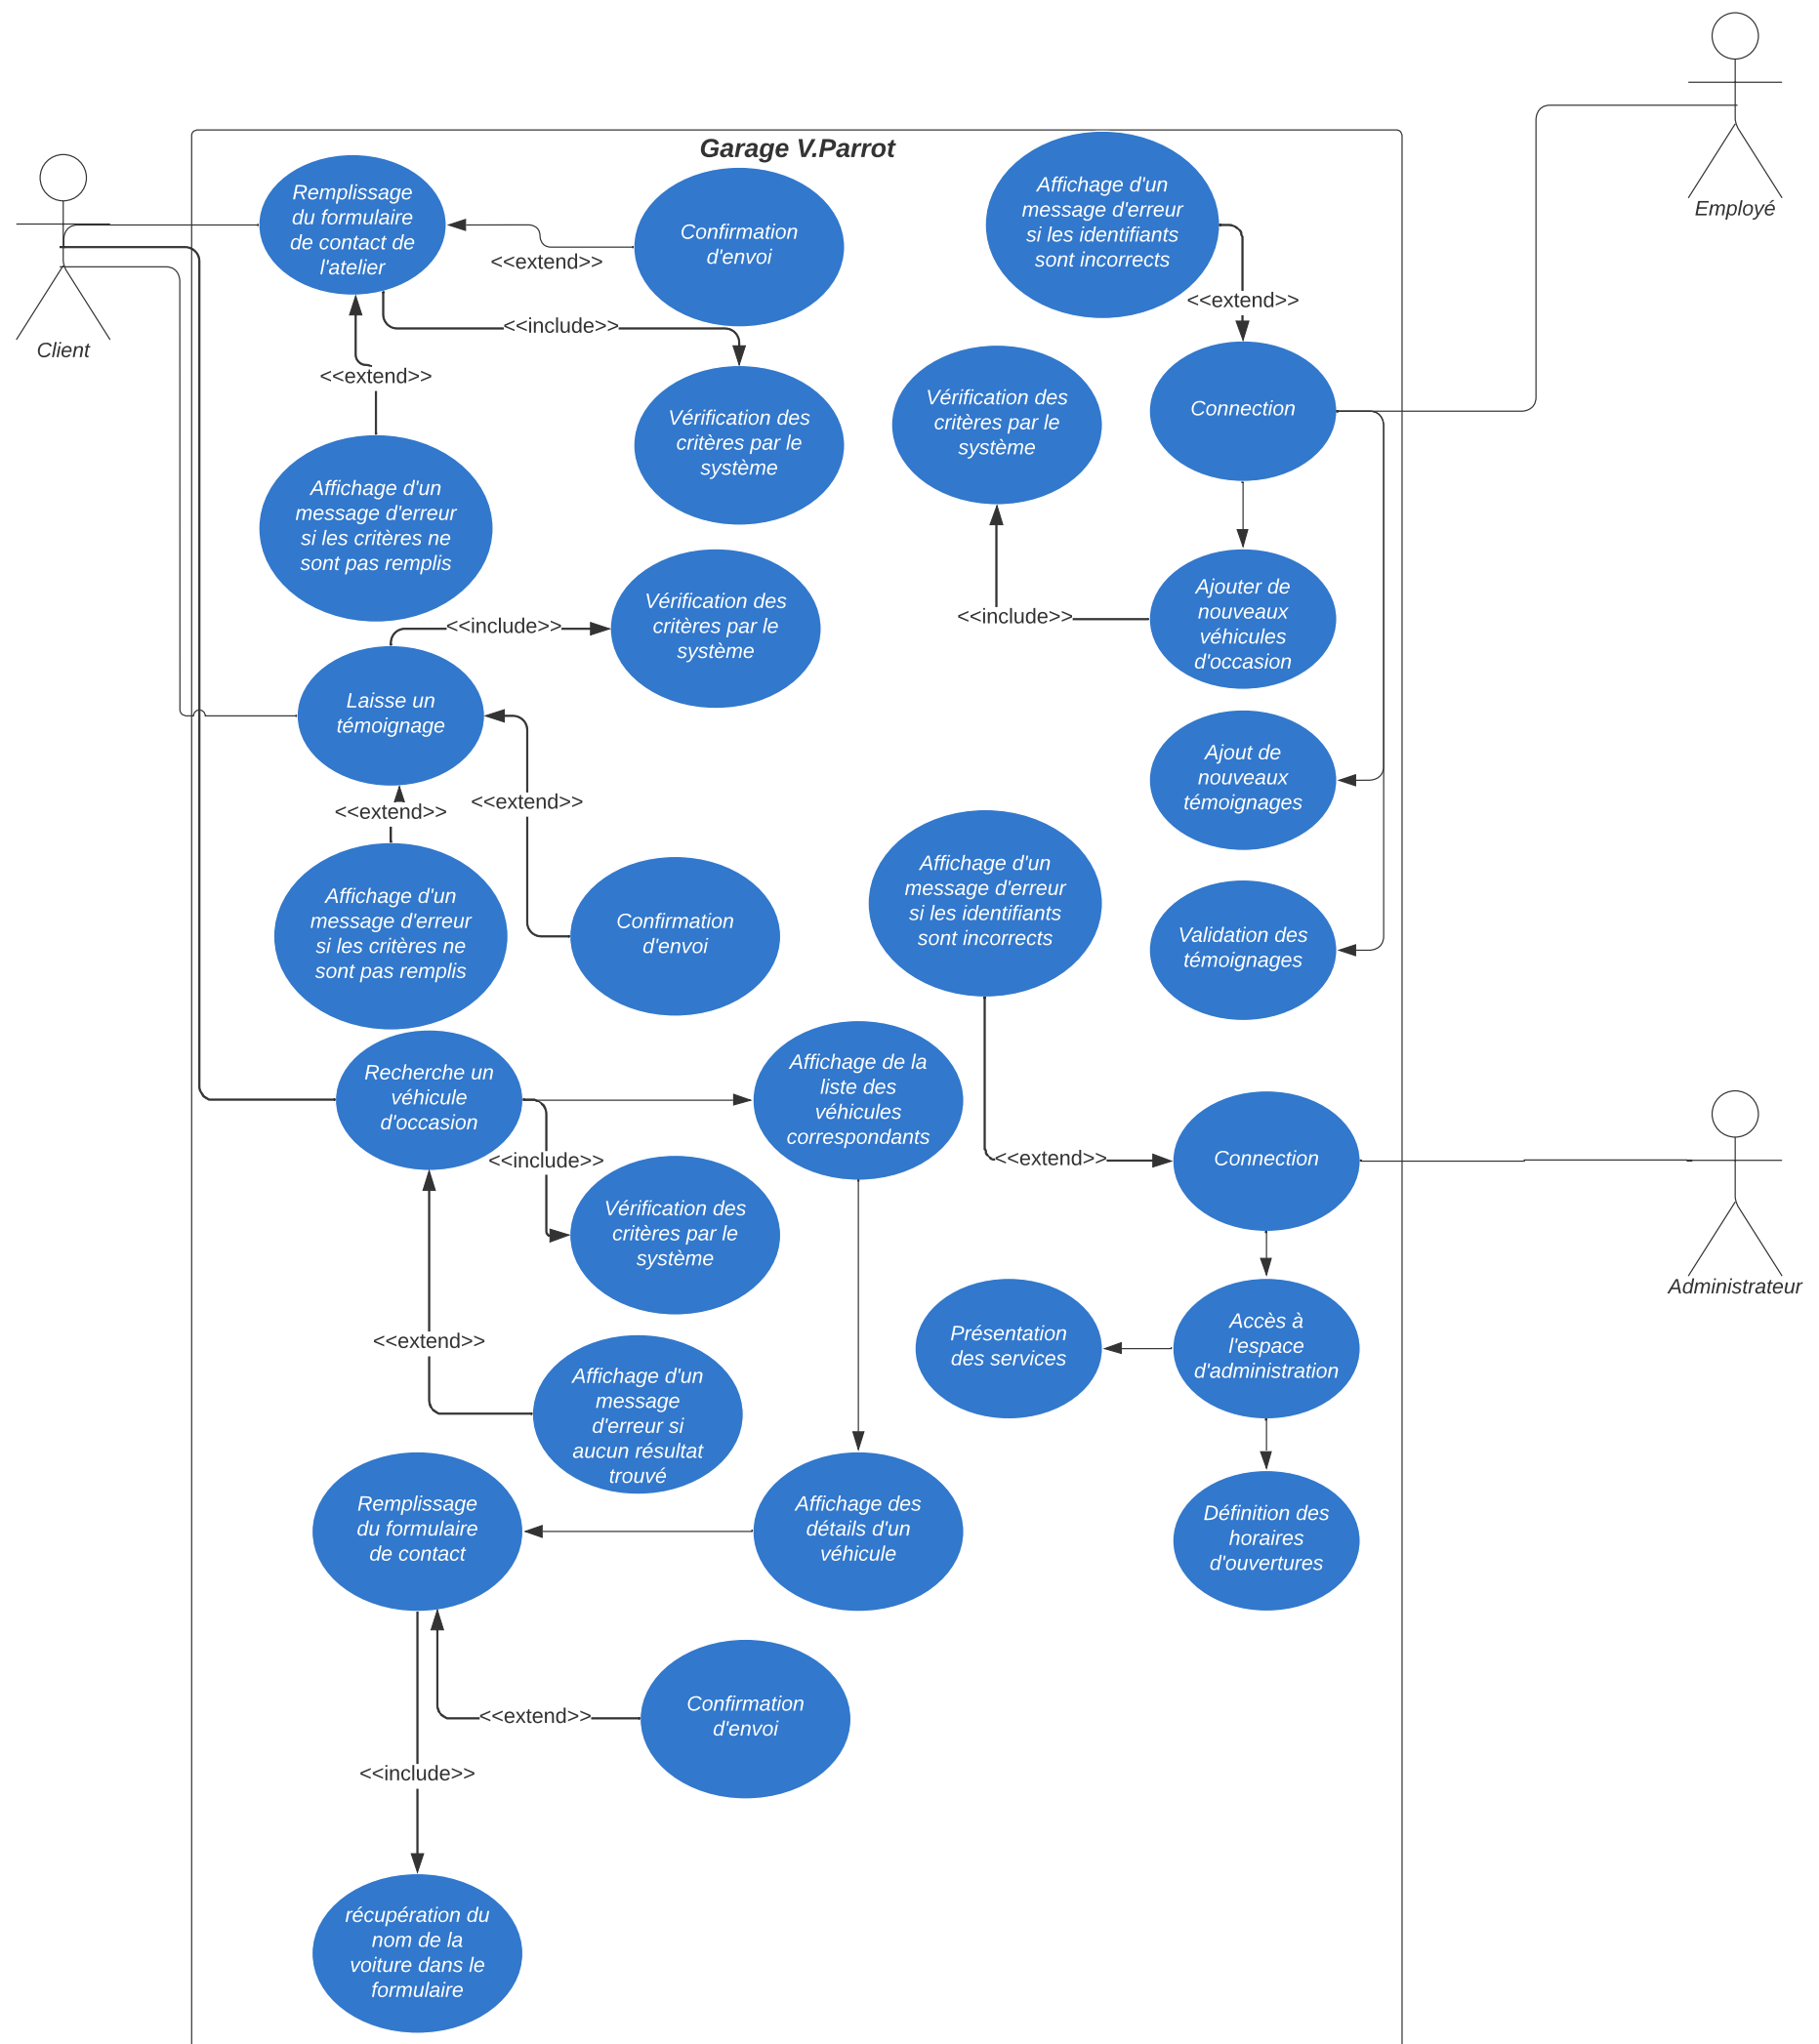 Garage V.Parrot
Employé
Client
Remplissage
du formulaire
de contact de
l'atelier
<<extend>>
Confirmation
d'envoi
<<include>>
Vérification des
critères par le
système
<<extend>>
Affichage d'un
message d'erreur
si les critères ne
sont pas remplis
Affichage d'un
message d'erreur
si les identifiants
sont incorrects
<<extend>>
Connection
Vérification des
critères par le
système
<<include>>
Ajouter de
nouveaux
véhicules
d'occasion
Ajout de
nouveaux
témoignages
Validation des
témoignages
<<include>>
Vérification des
critères par le
système
Laisse un
témoignage
<<extend>>
<<extend>>
Affichage d'un
message d'erreur
si les critères ne
sont pas remplis
Confirmation
d'envoi
Affichage d'un
message d'erreur
si les identifiants
sont incorrects
<<extend>>
Connection
Administrateur
Accès à
l'espace
d'administration
Présentation
des services
Définition des
horaires
d'ouvertures
Recherche un
véhicule
d'occasion
<<include>>
Affichage de la
liste des
véhicules
correspondants
Vérification des
critères par le
système
<<extend>>
Affichage d'un
message
d'erreur si
aucun résultat
trouvé
Remplissage
du formulaire
de contact
Affichage des
détails d'un
véhicule
<<extend>>
Confirmation
d'envoi
<<include>>
récupération du
nom de la
voiture dans le
formulaire